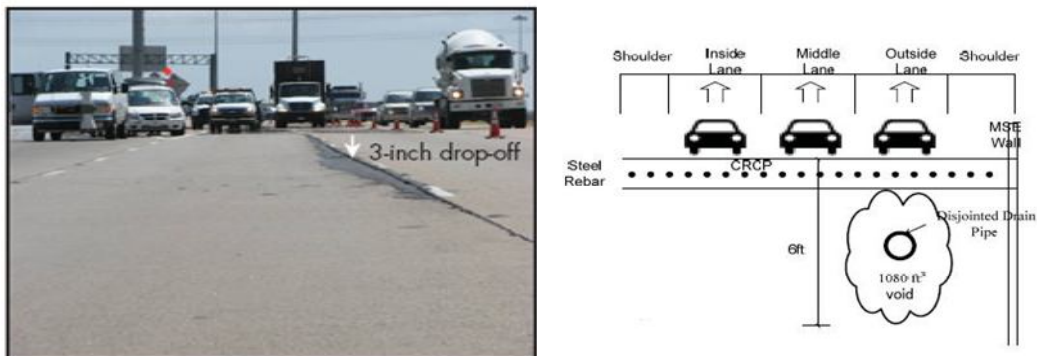 3-inch drop-off
Shoulder
Inside
Lane
Middle
Lane
Outside
Lane
Shoulder
MSE
Wall
Steel
Rebar
CRCP
Disjointed Drain
Pipe
6ft
1080 ft³
void